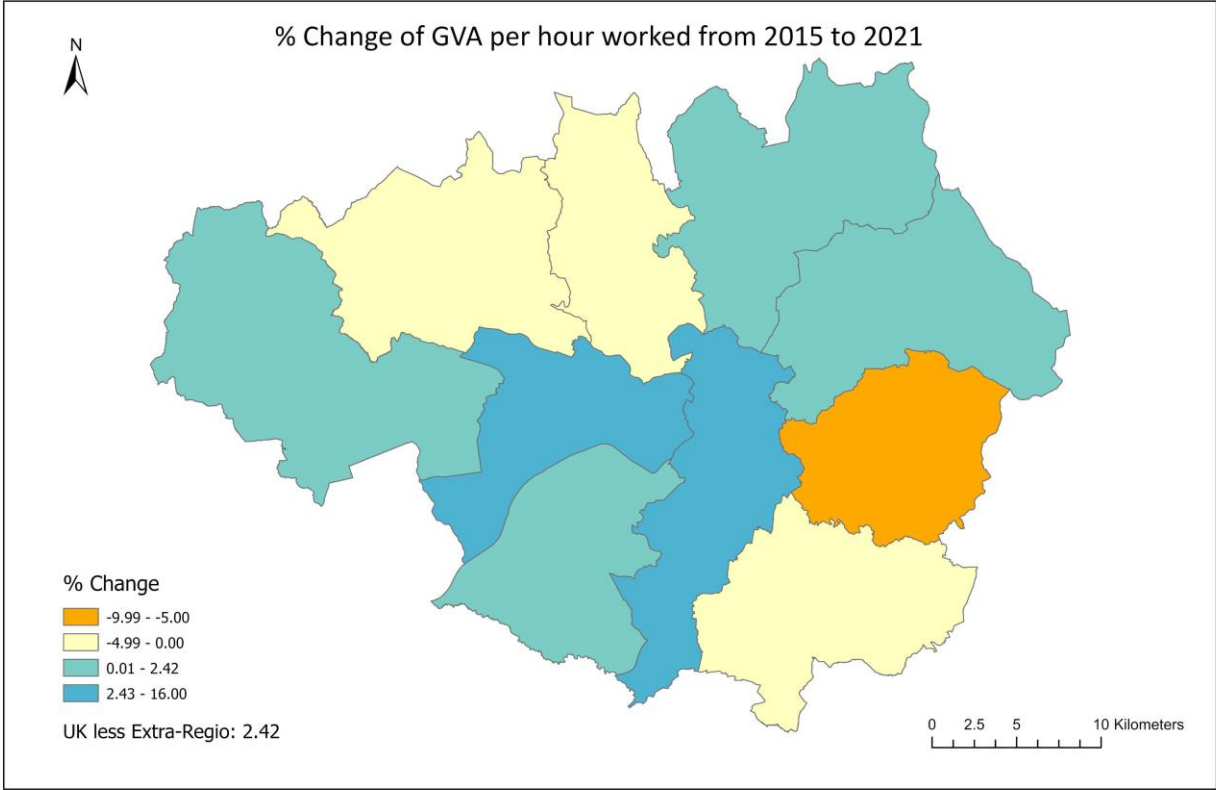 % Change of GVA per hour worked from 2015 to 2021
N
% Change
-9.99 - -5.00
-4.99 - 0.00
0.01 - 2.42
2.43 - 16.00
UK less Extra-Regio: 2.42
0 2.5 5 10 Kilometers